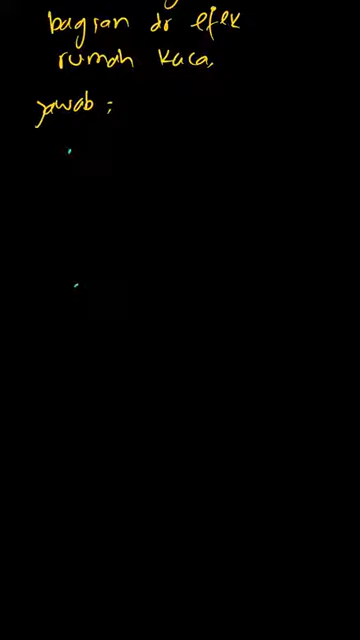 bagian dr efek
rumah kaca,
jawab ;